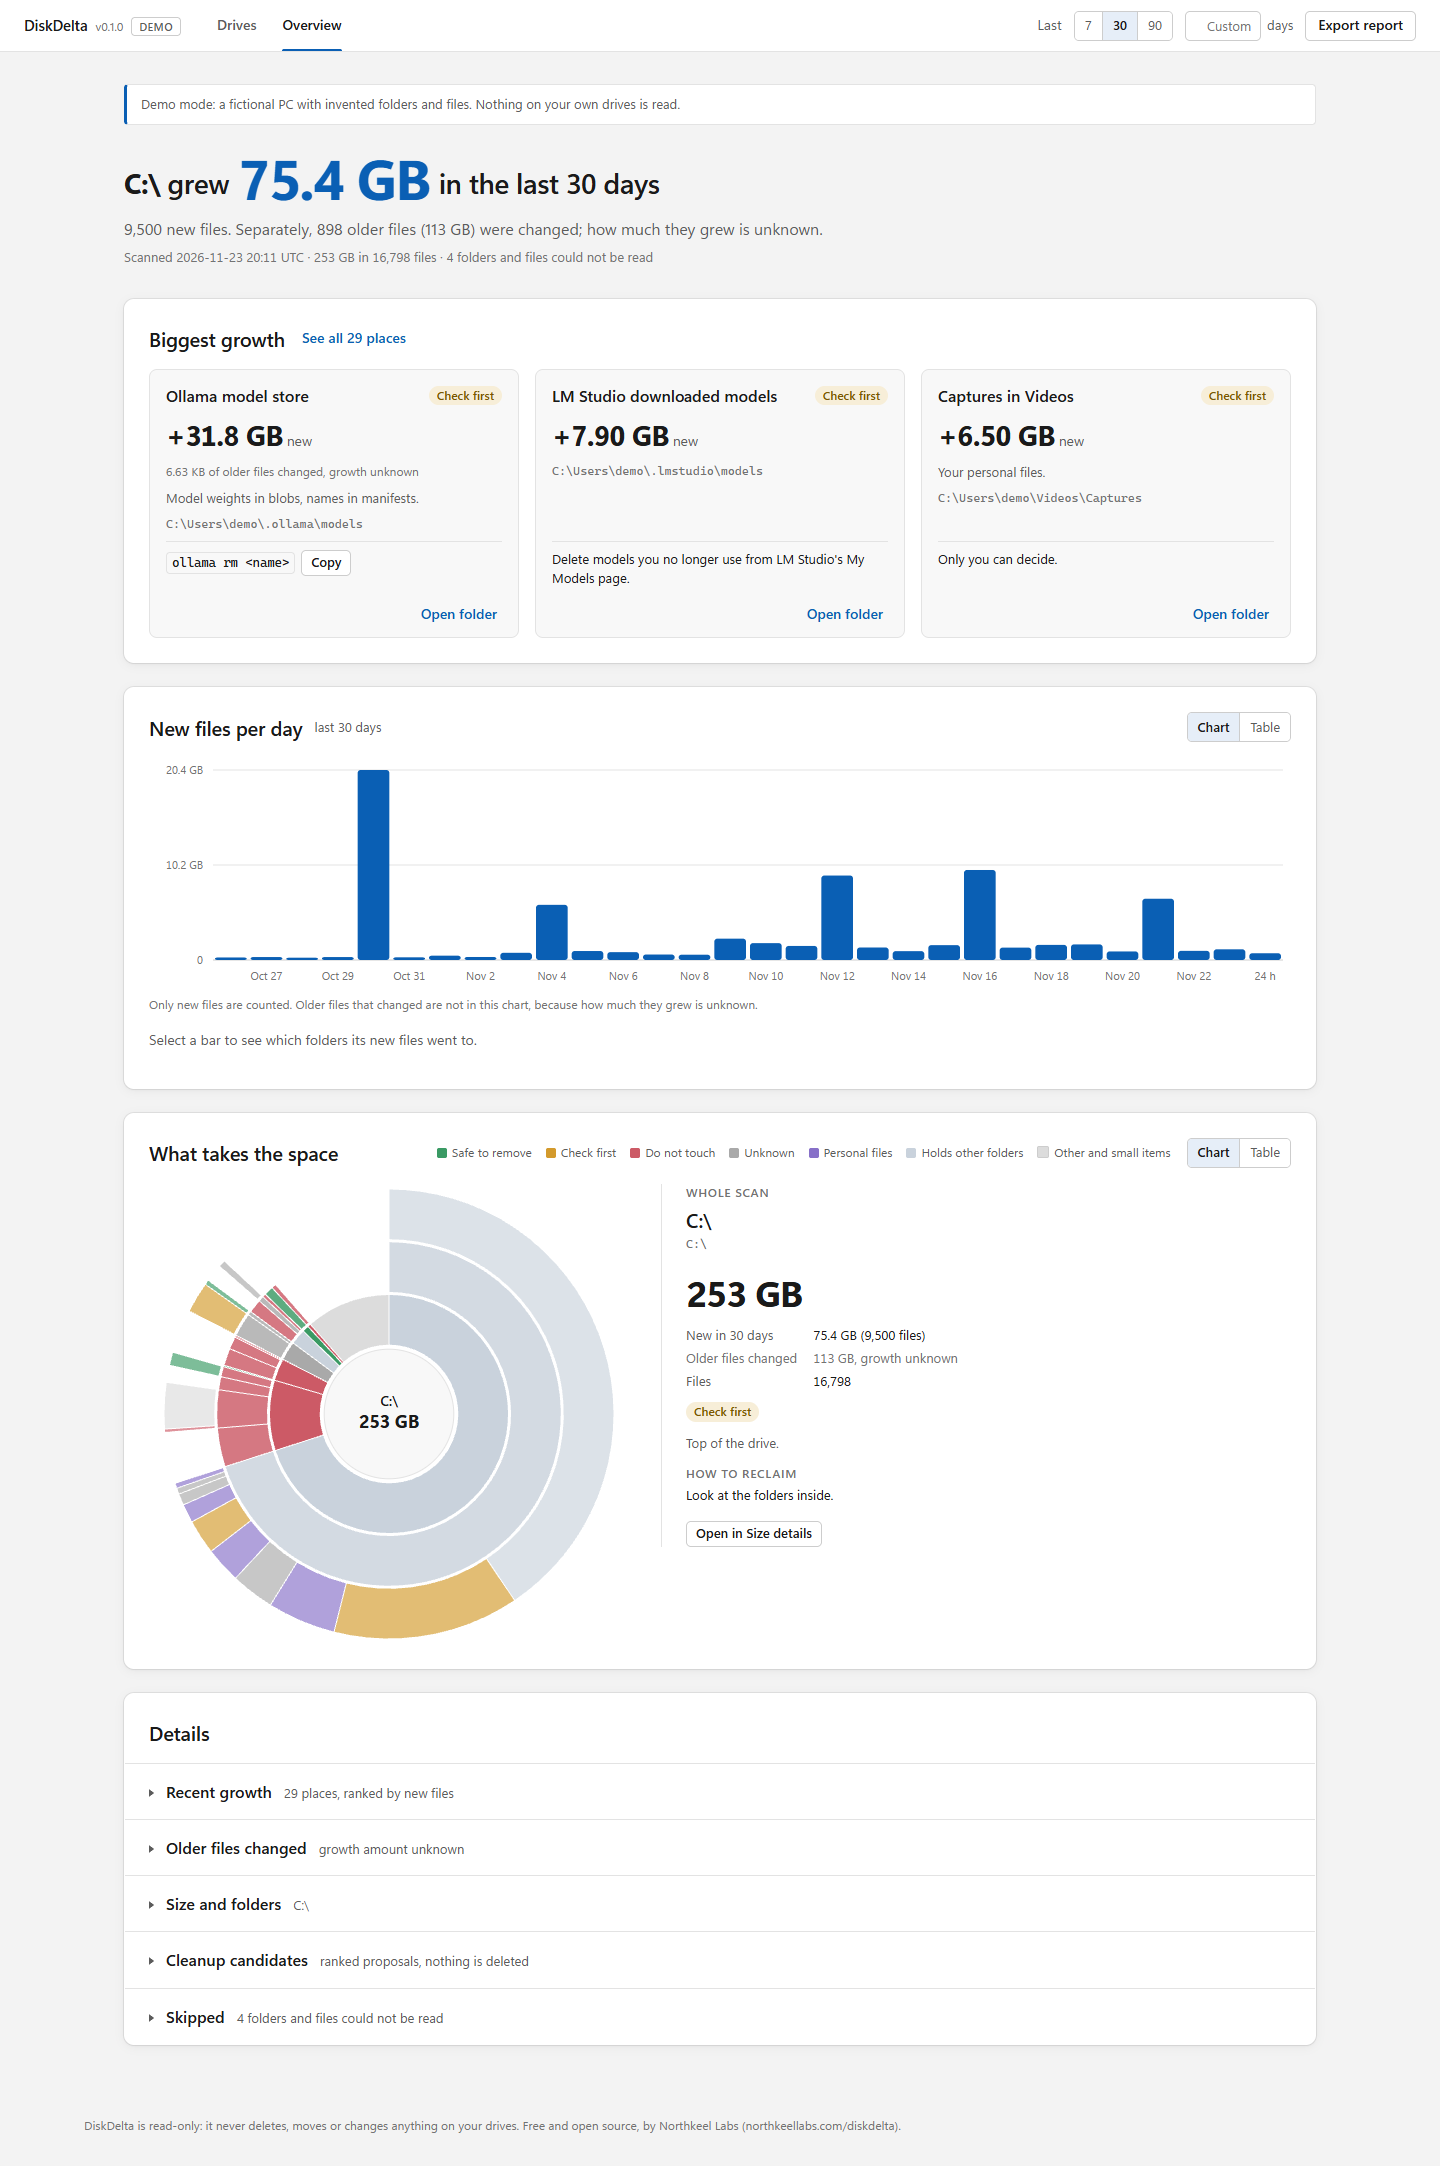 DiskDelta v0.1.0 DEMO Drives Overview Last 7 30 90 Custom days Export report
Demo mode: a fictional PC with invented folders and files. Nothing on your own drives is read.
C:\ grew 75.4 GB in the last 30 days
9,500 new files. Separately, 898 older files (113 GB) were changed; how much they grew is unknown.
Scanned 2026-11-23 20:11 UTC · 253 GB in 16,798 files · 4 folders and files could not be read
Biggest growth See all 29 places
Ollama model store Check first
+31.8 GB new
6.63 KB of older files changed, growth unknown
Model weights in blobs, names in manifests.
C:\Users\demo\.ollama\models
ollama rm <name> Copy
Open folder
LM Studio downloaded models Check first
+7.90 GB new
C:\Users\demo\.lmstudio\models
Delete models you no longer use from LM Studio's My
Models page.
Open folder
Captures in Videos Check first
+6.50 GB new
Your personal files.
C:\Users\demo\Videos\Captures
Only you can decide.
Open folder
New files per day last 30 days Chart Table
20.4 GB
10.2 GB
0
Oct 27 Oct 29 Oct 31 Nov 2 Nov 4 Nov 6 Nov 8 Nov 10 Nov 12 Nov 14 Nov 16 Nov 18 Nov 20 Nov 22 24 h
Only new files are counted. Older files that changed are not in this chart, because how much they grew is unknown.
Select a bar to see which folders its new files went to.
What takes the space Safe to remove Check first Do not touch Unknown Personal files Holds other folders Other and small items Chart Table
C:\
253 GB
WHOLE SCAN
C:\
C:\
253 GB
New in 30 days 75.4 GB (9,500 files)
Older files changed 113 GB, growth unknown
Files 16,798
Check first
Top of the drive.
HOW TO RECLAIM
Look at the folders inside.
Open in Size details
Details
Recent growth 29 places, ranked by new files
Older files changed growth amount unknown
Size and folders C:\
Cleanup candidates ranked proposals, nothing is deleted
Skipped 4 folders and files could not be read
DiskDelta is read-only: it never deletes, moves or changes anything on your drives. Free and open source, by Northkeel Labs (northkeellabs.com/diskdelta).